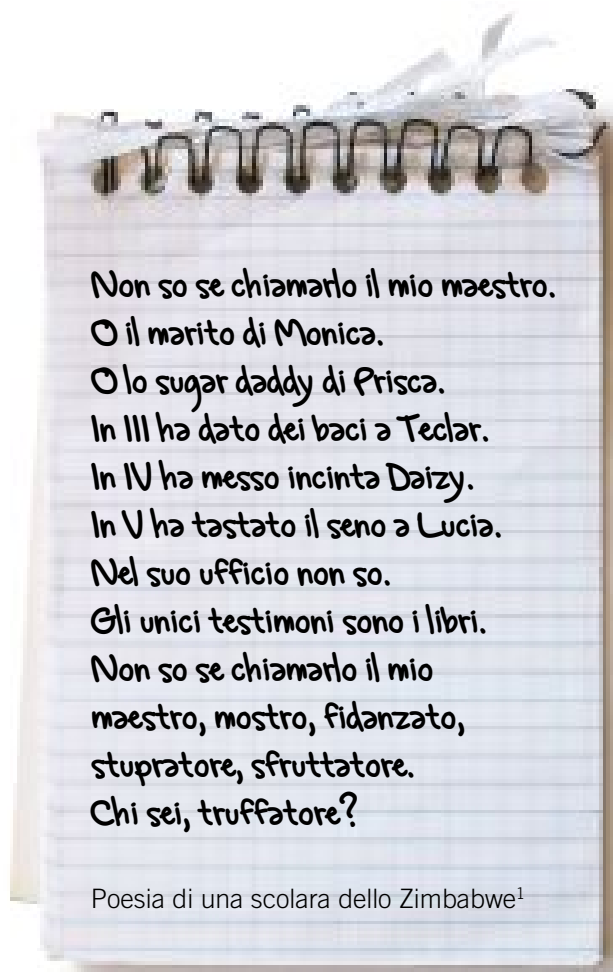 Non so se chiamarlo il mio maestro.
O il marito di Monica.
O lo sugar daddy di Prisca.
In III ha dato dei baci a Teclar.
In IV ha messo incinta Daizy.
In V ha tastato il seno a Lucia.
Nel suo ufficio non so.
Gli unici testimoni sono i libri.
Non so se chiamarlo il mio
maestro, mostro, fidanzato,
stupratore, sfruttatore.
Chi sei, truffatore?
Poesia di una scolara dello Zimbabwe¹